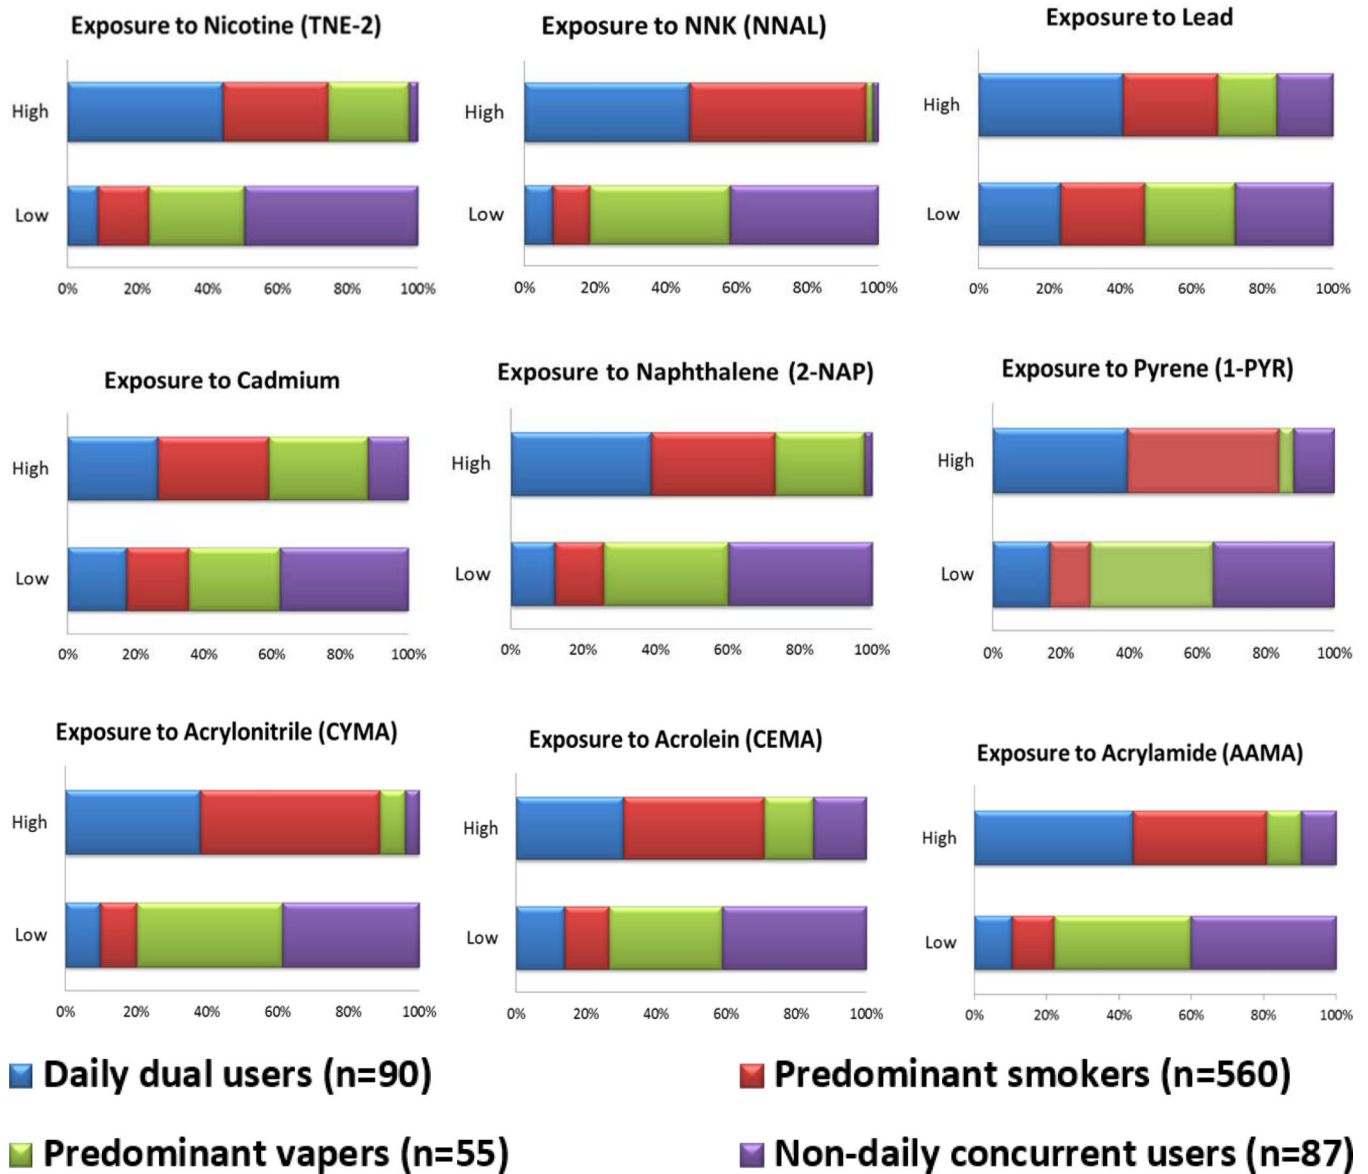 Exposure to Nicotine (TNE-2)
High
Low
0% 20% 40% 60% 80% 100%
Exposure to NNK (NNAL)
High
Low
0% 20% 40% 60% 80% 100%
Exposure to Lead
High
Low
0% 20% 40% 60% 80% 100%
Exposure to Cadmium
High
Low
0% 20% 40% 60% 80% 100%
Exposure to Naphthalene (2-NAP)
High
Low
0% 20% 40% 60% 80% 100%
Exposure to Pyrene (1-PYR)
High
Low
0% 20% 40% 60% 80% 100%
Exposure to Acrylonitrile (CYMA)
High
Low
0% 20% 40% 60% 80% 100%
Exposure to Acrolein (CEMA)
High
Low
0% 20% 40% 60% 80% 100%
Exposure to Acrylamide (AAMA)
High
Low
0% 20% 40% 60% 80% 100%
Daily dual users (n=90)
Predominant smokers (n=560)
Predominant vapers (n=55)
Non-daily concurrent users (n=87)